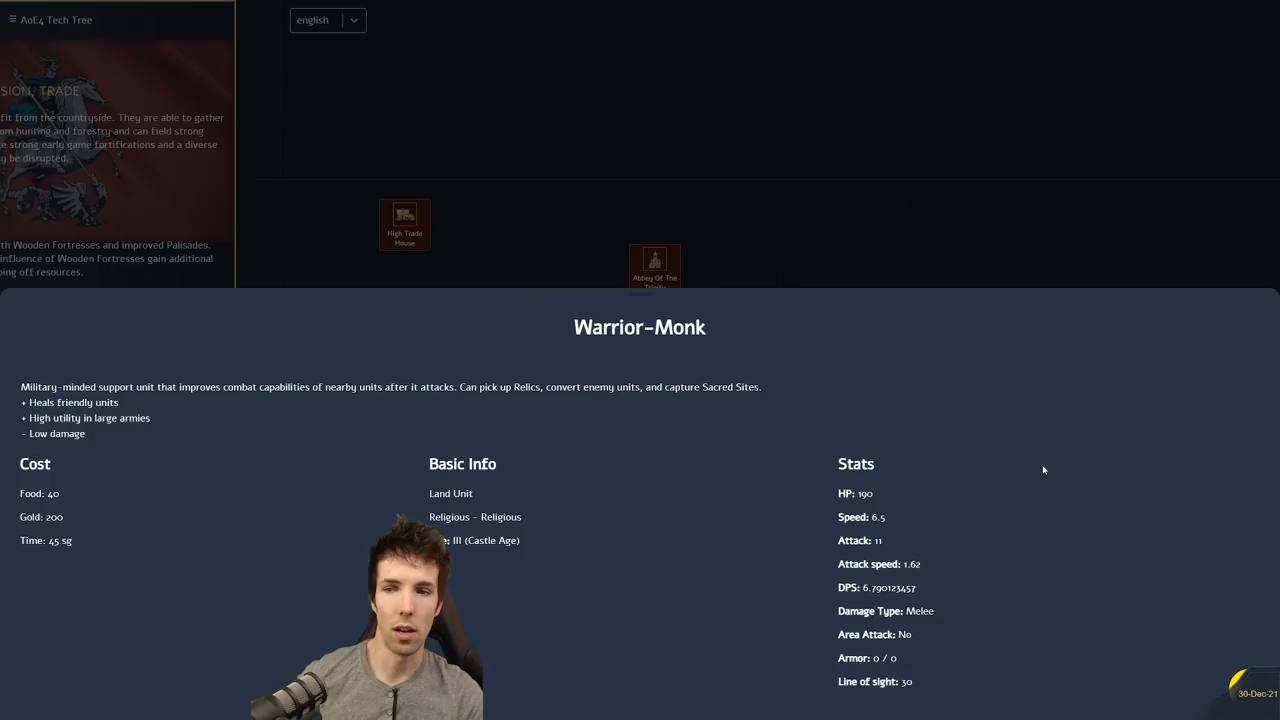 AoE4 Tech Tree
english
SION, TRADE
fit from the countryside. They are able to gather
om hunting and forestry and can field strong
e strong early game fortifications and a diverse
y be disrupted.
High Trade
House
th Wooden Fortresses and improved Palisades.
influence of Wooden Fortresses gain additional
ping off resources.
Abbey Of The
Trinity
Warrior-Monk
Military-minded support unit that improves combat capabilities of nearby units after it attacks. Can pick up Relics, convert enemy units, and capture Sacred Sites.
+ Heals friendly units
+ High utility in large armies
- Low damage
Cost
Food: 40
Gold: 200
Time: 45 sg
Basic Info
Land Unit
Religious - Religious
e: III (Castle Age)
Stats
HP: 190
Speed: 6.5
Attack: 11
Attack speed: 1.62
DPS: 6.790123457
Damage Type: Melee
Area Attack: No
Armor: 0 / 0
Line of sight: 30
30-Dec-21